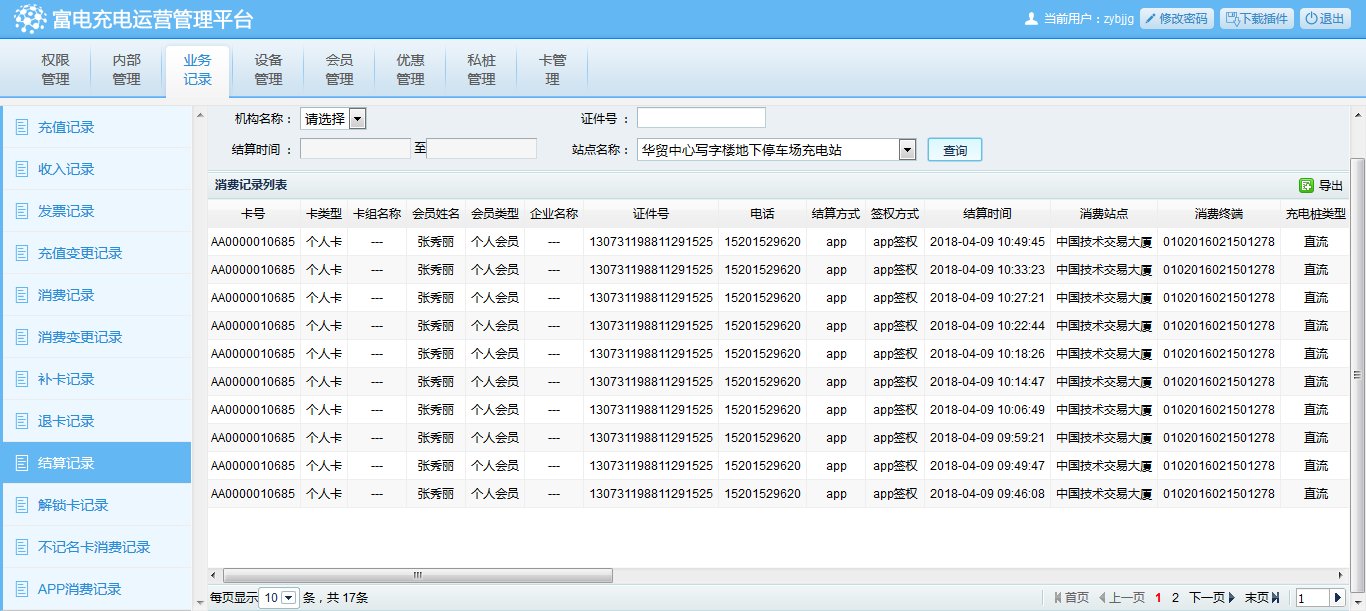 富电充电运营管理平台
当前用户：zybjjg 修改密码 下载插件 退出
权限管理 内部管理 业务记录 设备管理 会员管理 优惠管理 私桩管理 卡管理
充值记录
收入记录
发票记录
充值变更记录
消费记录
消费变更记录
补卡记录
退卡记录
结算记录
解锁卡记录
不记名卡消费记录
APP消费记录
机构名称： 请选择 证件号：
结算时间： 至 站点名称： 华贸中心写字楼地下停车场充电站 查询
消费记录列表 导出
卡号 卡类型 卡组名称 会员姓名 会员类型 企业名称 证件号 电话 结算方式 签权方式 结算时间 消费站点 消费终端 充电桩类型
AA0000010685 个人卡 --- 张秀丽 个人会员 --- 130731198811291525 15201529620 app app签权 2018-04-09 10:49:45 中国技术交易大厦 0102016021501278 直流
AA0000010685 个人卡 --- 张秀丽 个人会员 --- 130731198811291525 15201529620 app app签权 2018-04-09 10:33:23 中国技术交易大厦 0102016021501278 直流
AA0000010685 个人卡 --- 张秀丽 个人会员 --- 130731198811291525 15201529620 app app签权 2018-04-09 10:27:21 中国技术交易大厦 0102016021501278 直流
AA0000010685 个人卡 --- 张秀丽 个人会员 --- 130731198811291525 15201529620 app app签权 2018-04-09 10:22:44 中国技术交易大厦 0102016021501278 直流
AA0000010685 个人卡 --- 张秀丽 个人会员 --- 130731198811291525 15201529620 app app签权 2018-04-09 10:18:26 中国技术交易大厦 0102016021501278 直流
AA0000010685 个人卡 --- 张秀丽 个人会员 --- 130731198811291525 15201529620 app app签权 2018-04-09 10:14:47 中国技术交易大厦 0102016021501278 直流
AA0000010685 个人卡 --- 张秀丽 个人会员 --- 130731198811291525 15201529620 app app签权 2018-04-09 10:06:49 中国技术交易大厦 0102016021501278 直流
AA0000010685 个人卡 --- 张秀丽 个人会员 --- 130731198811291525 15201529620 app app签权 2018-04-09 09:59:21 中国技术交易大厦 0102016021501278 直流
AA0000010685 个人卡 --- 张秀丽 个人会员 --- 130731198811291525 15201529620 app app签权 2018-04-09 09:49:47 中国技术交易大厦 0102016021501278 直流
AA0000010685 个人卡 --- 张秀丽 个人会员 --- 130731198811291525 15201529620 app app签权 2018-04-09 09:46:08 中国技术交易大厦 0102016021501278 直流
每页显示 10 条，共 17条 首页 上一页 1 2 下一页 末页 1